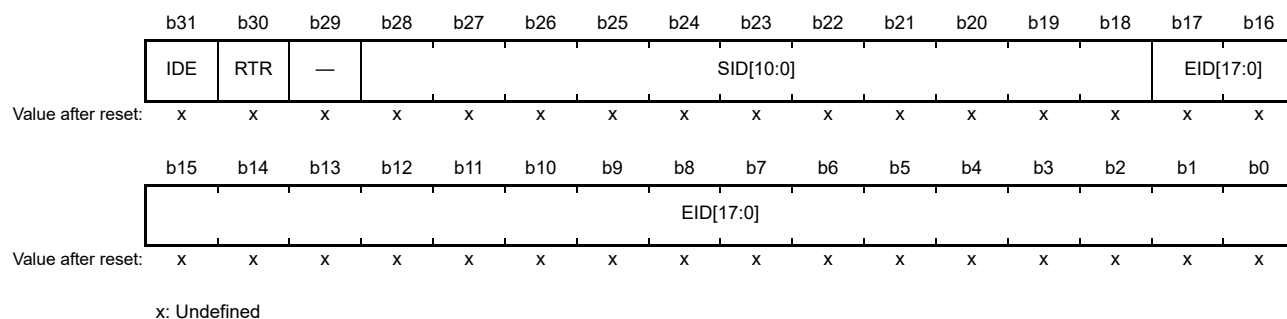 b31 b30 b29 b28 b27 b26 b25 b24 b23 b22 b21 b20 b19 b18 b17 b16
IDE RTR — SID[10:0] EID[17:0]
Value after reset: x x x x x x x x x x x x x x x x
b15 b14 b13 b12 b11 b10 b9 b8 b7 b6 b5 b4 b3 b2 b1 b0
EID[17:0]
Value after reset: x x x x x x x x x x x x x x x x
x: Undefined